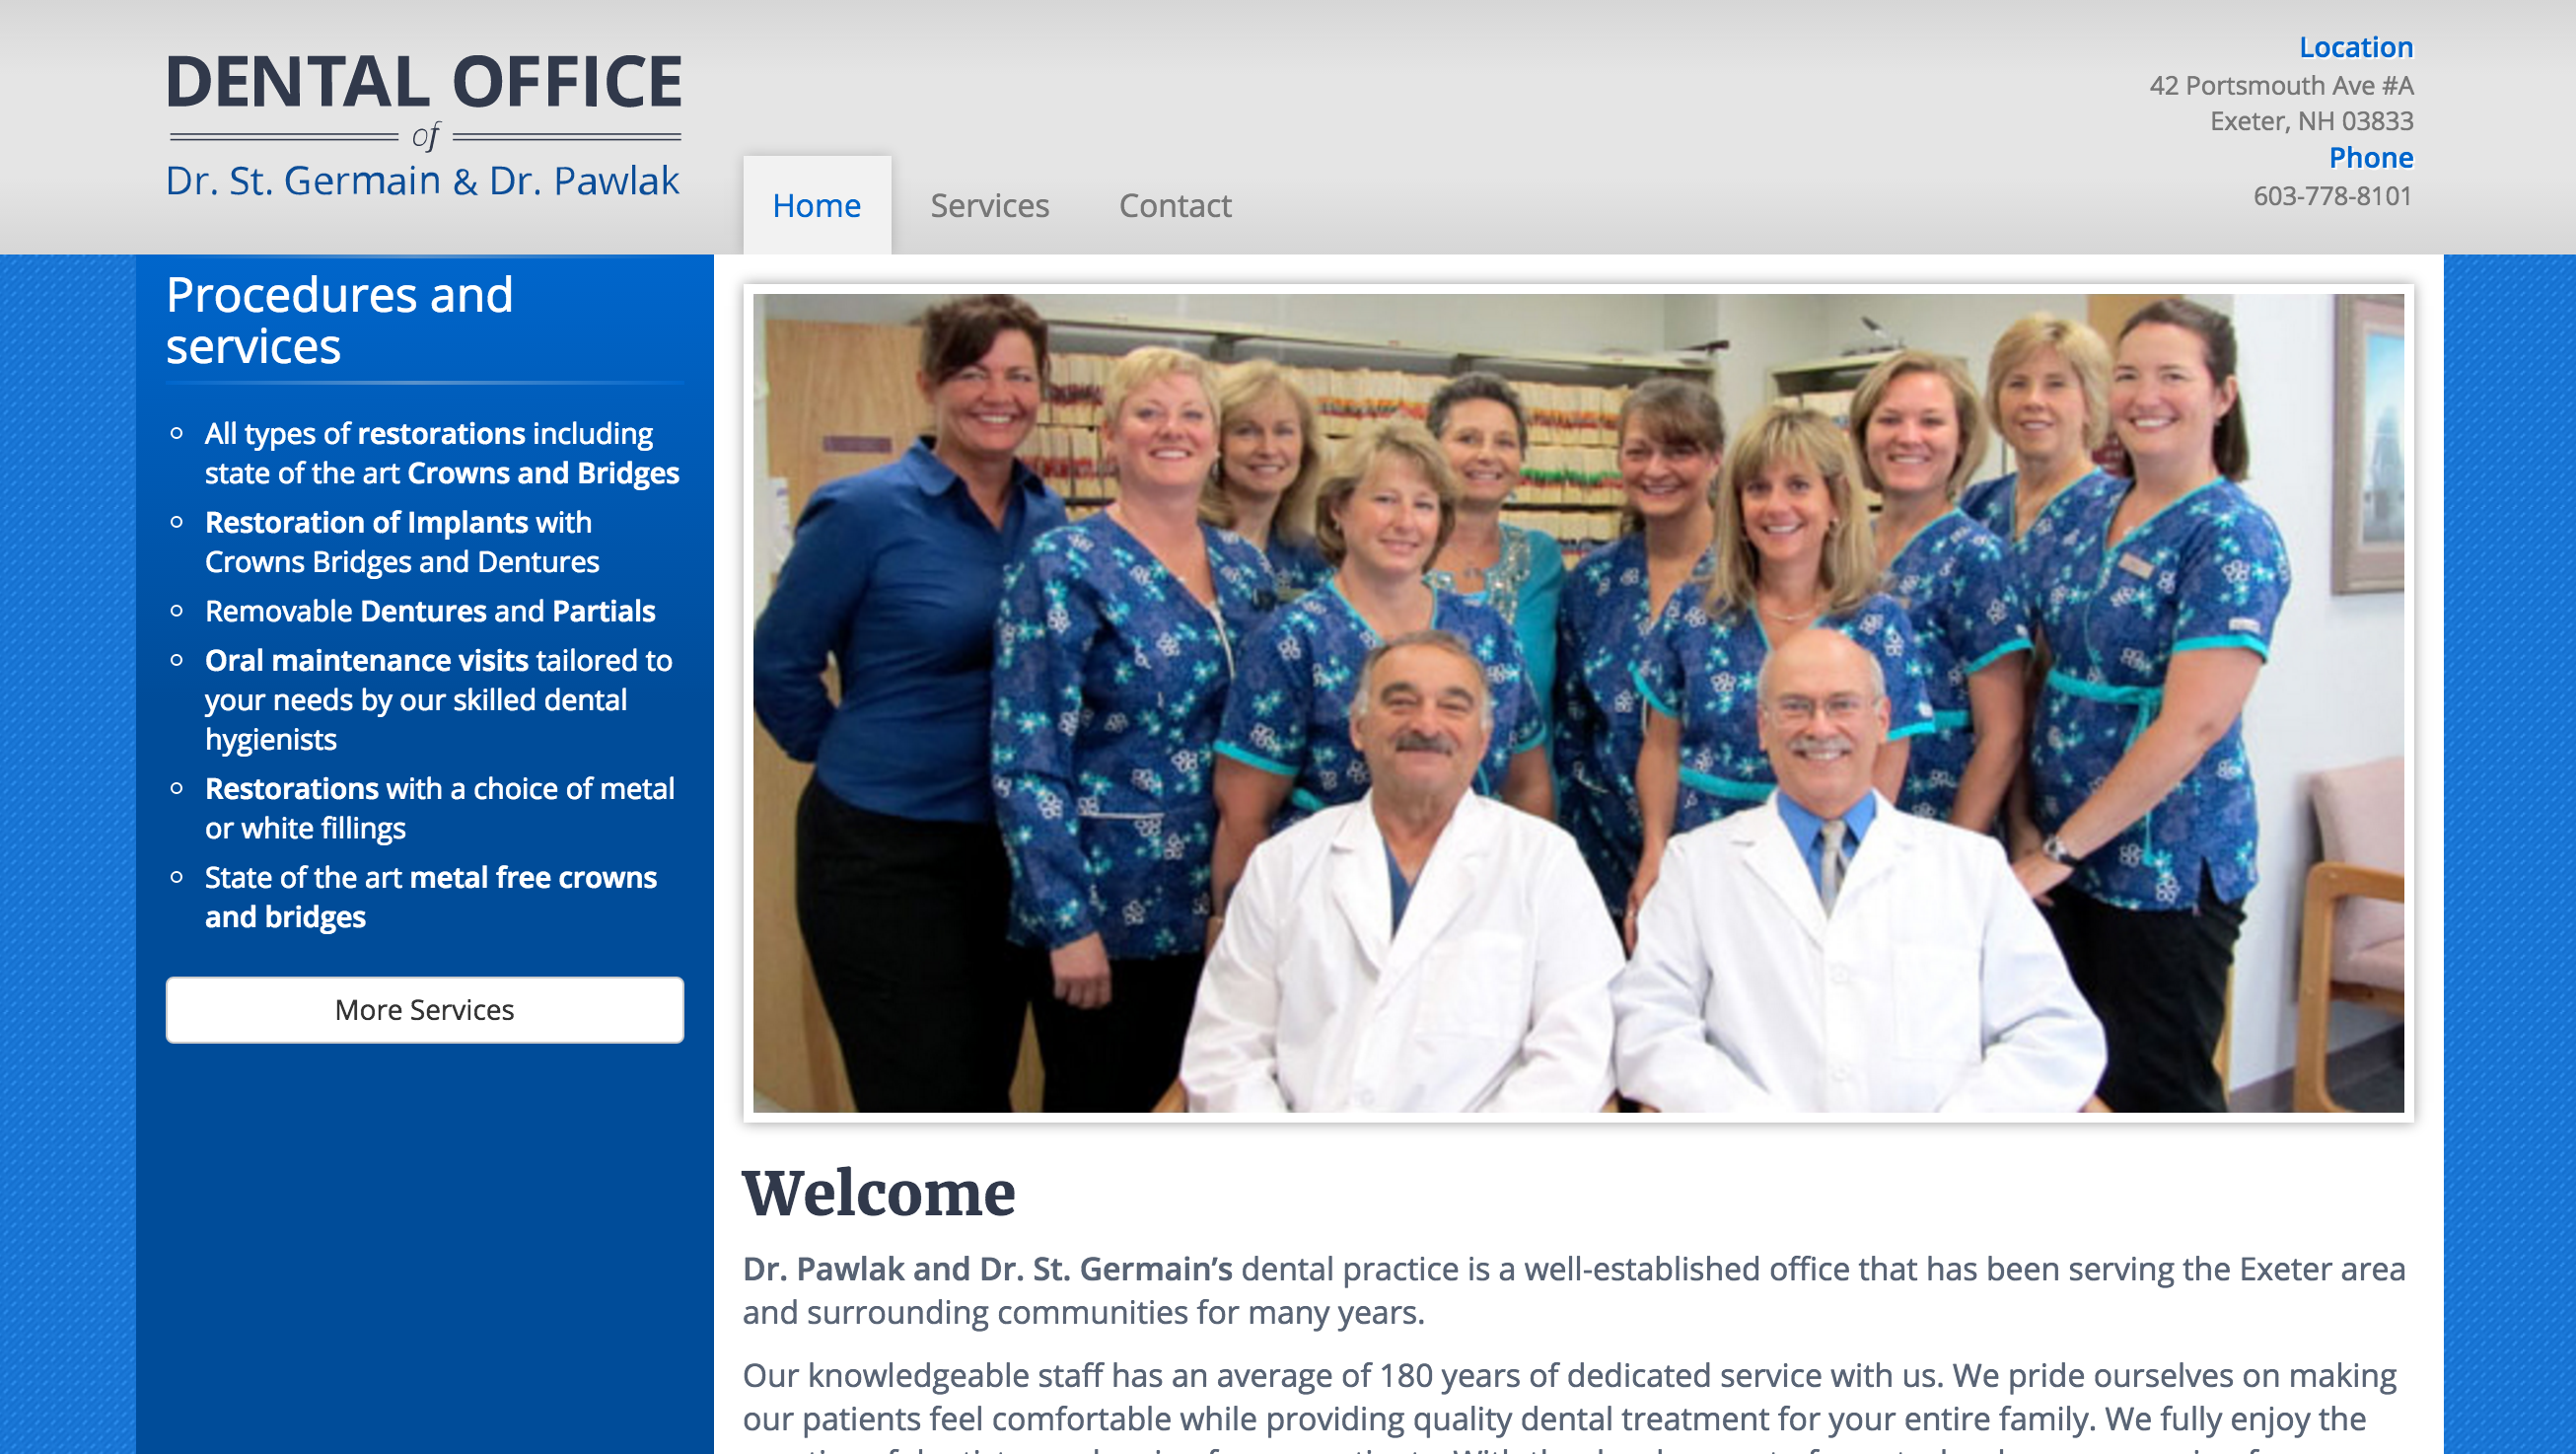 DENTAL OFFICE
of
Dr. St. Germain & Dr. Pawlak
Home
Services
Contact
Location
42 Portsmouth Ave #A
Exeter, NH 03833
Phone
603-778-8101
Procedures and
services
All types of restorations including
state of the art Crowns and Bridges
Restoration of Implants with
Crowns Bridges and Dentures
Removable Dentures and Partials
Oral maintenance visits tailored to
your needs by our skilled dental
hygienists
Restorations with a choice of metal
or white fillings
State of the art metal free crowns
and bridges
More Services
Welcome
Dr. Pawlak and Dr. St. Germain’s dental practice is a well-established office that has been serving the Exeter area
and surrounding communities for many years.
Our knowledgeable staff has an average of 180 years of dedicated service with us. We pride ourselves on making
our patients feel comfortable while providing quality dental treatment for your entire family. We fully enjoy the